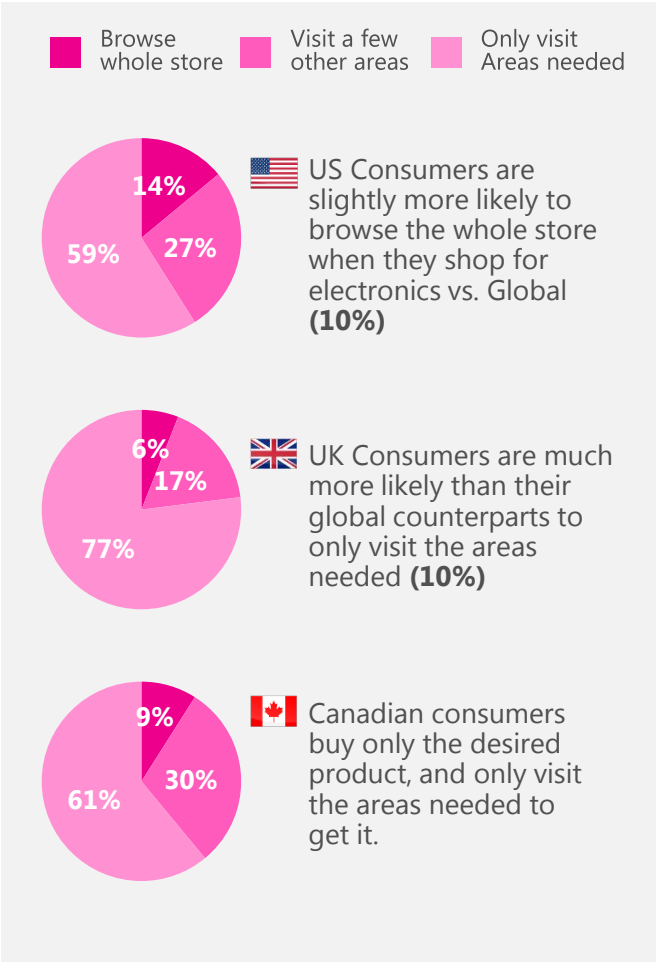 Browse
whole store
Visit a few
other areas
Only visit
Areas needed
14%
27%
59%
US Consumers are
slightly more likely to
browse the whole store
when they shop for
electronics vs. Global
(10%)
6%
17%
77%
UK Consumers are much
more likely than their
global counterparts to
only visit the areas
needed (10%)
9%
30%
61%
Canadian consumers
buy only the desired
product, and only visit
the areas needed to
get it.